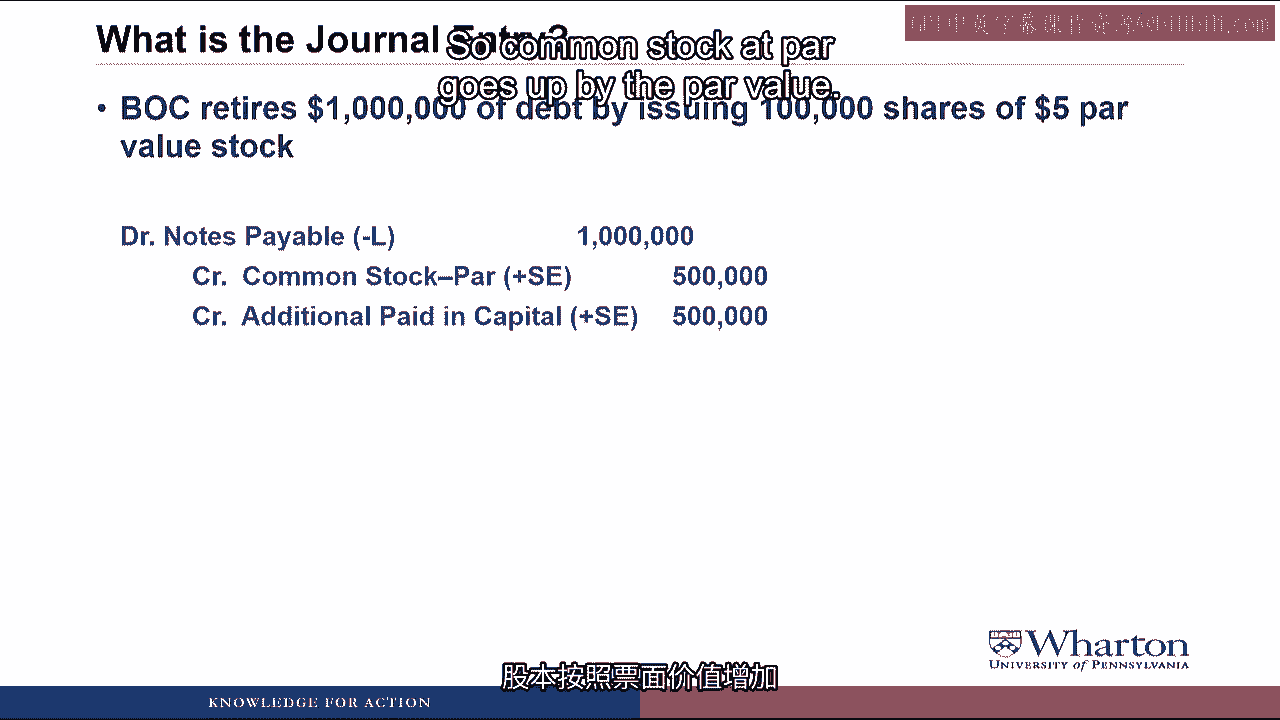 What is the Journal Entry?
So common stock at par
goes up by the par value.
• BOC retires $1,000,000 of debt by issuing 100,000 shares of $5 par
value stock
Dr. Notes Payable (-L) 1,000,000
Cr. Common Stock–Par (+SE) 500,000
Cr. Additional Paid in Capital (+SE) 500,000
Wharton
UNIVERSITY of PENNSYLVANIA
股本按照票面价值增加
KNOWLEDGE FOR ACTION